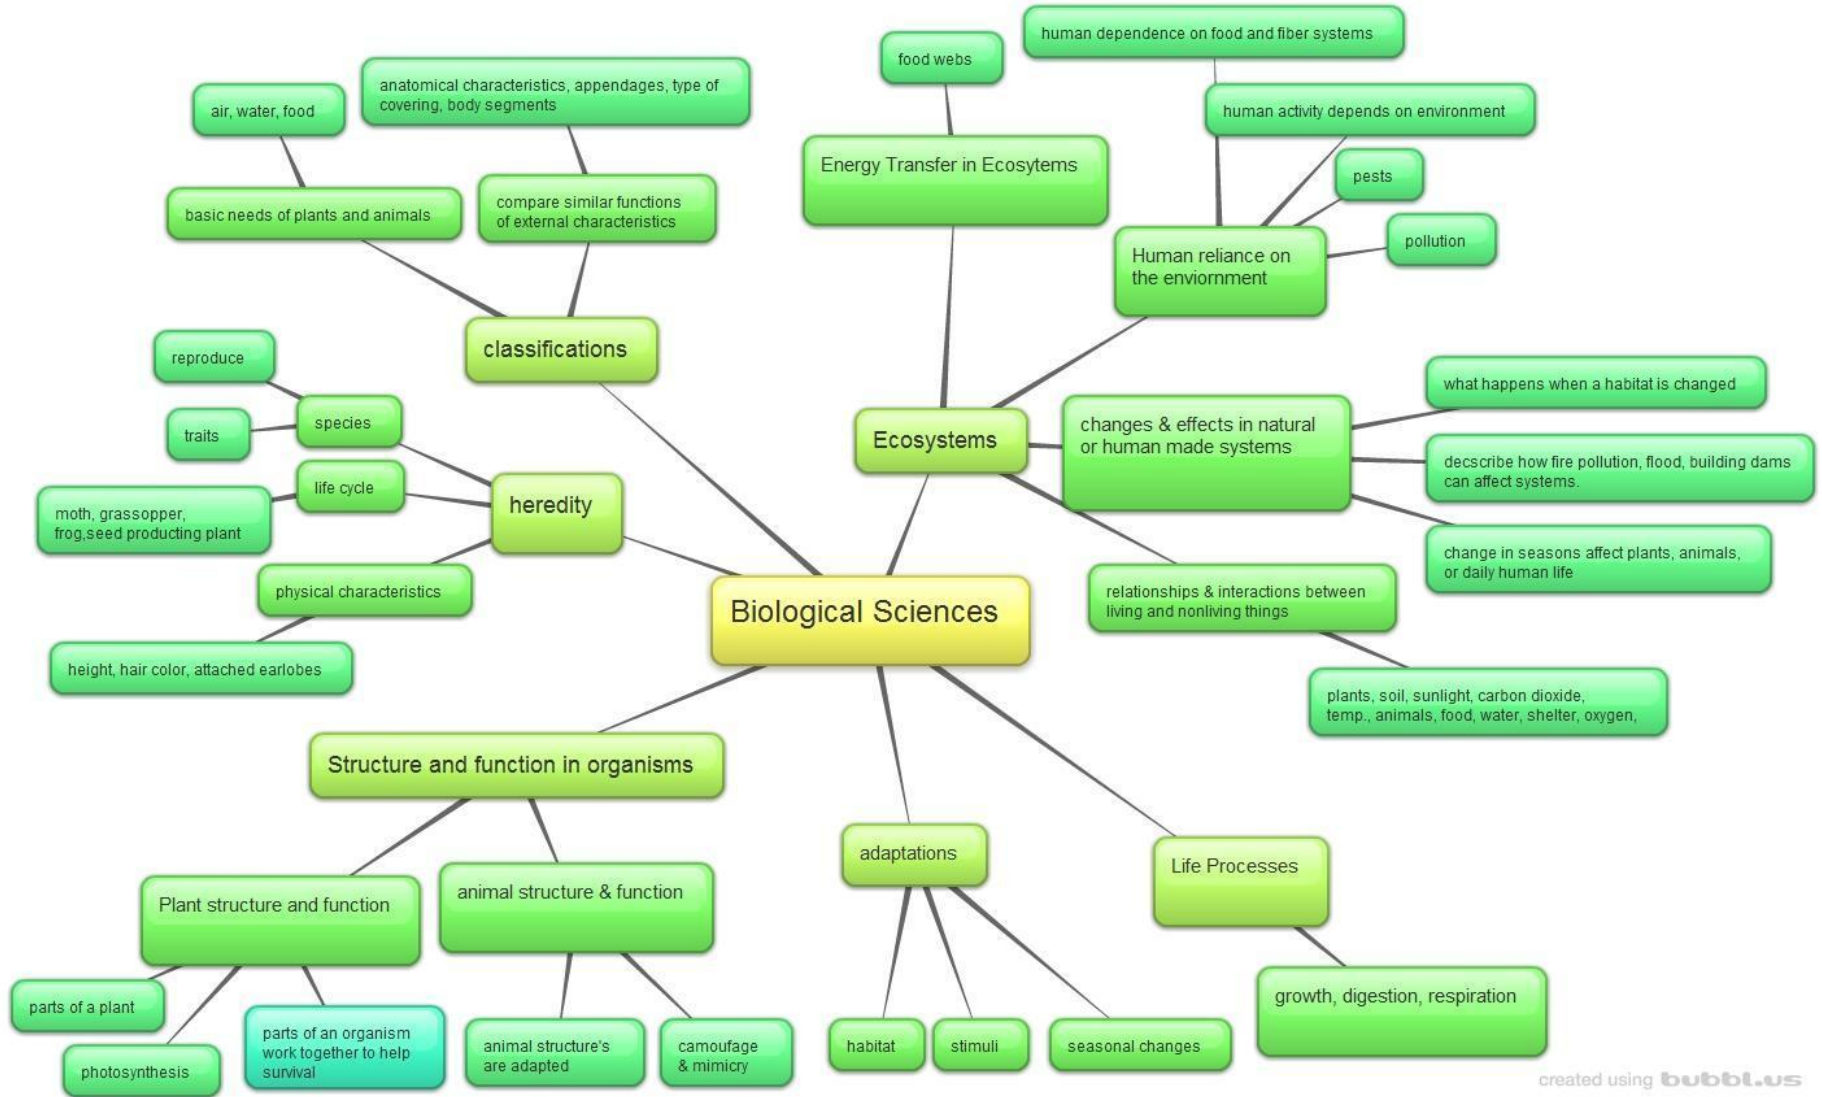 human dependence on food and fiber systems
food webs
anatomical characteristics, appendages, type of
covering, body segments
air, water, food
human activity depends on environment
Energy Transfer in Ecosytems
pests
basic needs of plants and animals
compare similar functions
of external characteristics
pollution
Human reliance on
the enviornment
classifications
reproduce
species
traits
life cycle
moth, grassopper,
frog,seed producting plant
heredity
physical characteristics
height, hair color, attached earlobes
Ecosystems
changes & effects in natural
or human made systems
what happens when a habitat is changed
decscribe how fire pollution, flood, building dams
can affect systems.
change in seasons affect plants, animals,
or daily human life
relationships & interactions between
living and nonliving things
plants, soil, sunlight, carbon dioxide,
temp., animals, food, water, shelter, oxygen,
Biological Sciences
Structure and function in organisms
Plant structure and function
animal structure & function
parts of a plant
photosynthesis
parts of an organism
work together to help
survival
animal structure's
are adapted
camoufage
& mimicry
adaptations
habitat
stimuli
seasonal changes
Life Processes
growth, digestion, respiration
created using bubbl.us